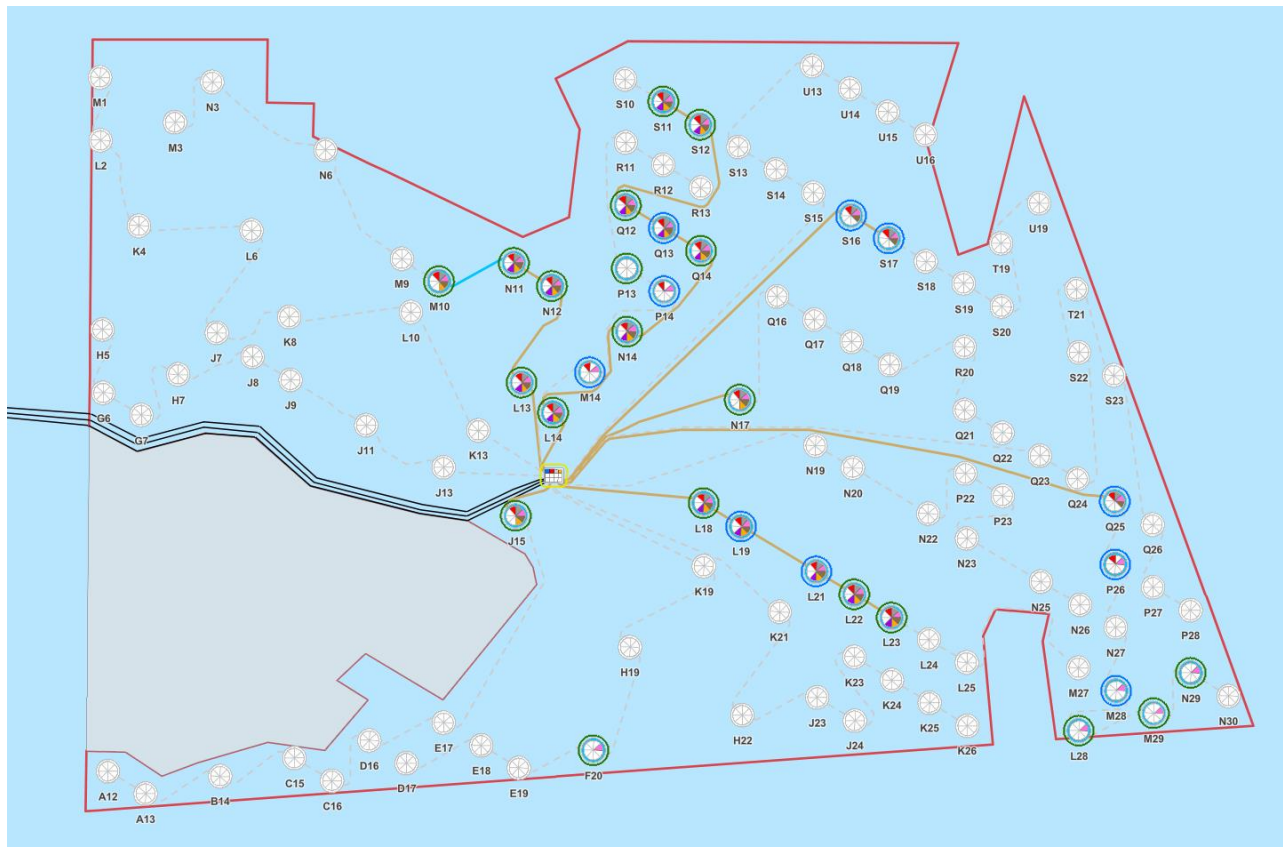 U13
M1
N3
S10
S11
U14
M3
S12
U15
L2
N6
R11
S13
U16
R12
S14
R13
S15
U19
K4
Q12
L6
Q13
S16
S17
T19
M9
N11
Q14
S18
M10
N12
P13
S19
P14
T21
Q16
S20
H5
K8
L10
Q17
J7
N14
Q18
R20
S22
J8
Q19
S23
H7
M14
J9
L13
G6
N17
G7
L14
Q21
J11
K13
Q22
N19
Q23
J13
N20
P22
Q24
P23
Q25
L18
J15
N22
Q26
L19
N23
K19
L21
P26
N25
P27
L22
N26
K21
L23
P28
N27
L24
H19
K23
L25
M27
N29
K24
M28
J23
K25
N30
H22
J24
M29
E17
K26
L28
D16
E18
F20
C15
D17
A12
E19
B14
C16
A13